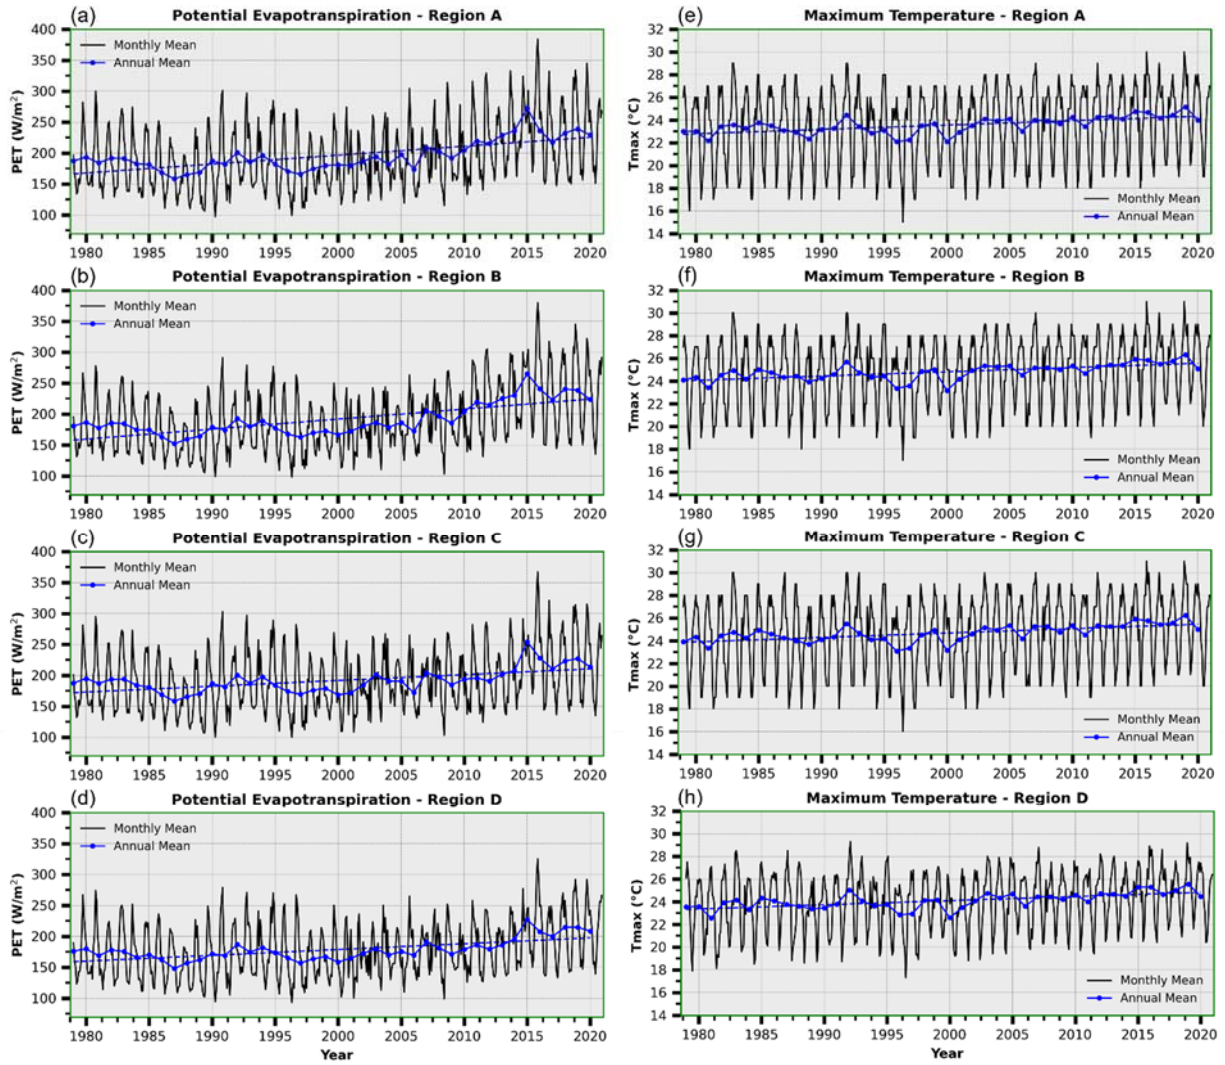 (a) Potential Evapotranspiration - Region A
400
350
300
250
200
150
100
PET (W/m²)
Monthly Mean
Annual Mean
1980 1985 1990 1995 2000 2005 2010 2015 2020
(e) Maximum Temperature - Region A
32
30
28
26
24
22
20
18
16
14
Tmax (°C)
Monthly Mean
Annual Mean
1980 1985 1990 1995 2000 2005 2010 2015 2020
(b) Potential Evapotranspiration - Region B
400
350
300
250
200
150
100
PET (W/m²)
Monthly Mean
Annual Mean
1980 1985 1990 1995 2000 2005 2010 2015 2020
(f) Maximum Temperature - Region B
32
30
28
26
24
22
20
18
16
14
Tmax (°C)
Monthly Mean
Annual Mean
1980 1985 1990 1995 2000 2005 2010 2015 2020
(c) Potential Evapotranspiration - Region C
400
350
300
250
200
150
100
PET (W/m²)
Monthly Mean
Annual Mean
1980 1985 1990 1995 2000 2005 2010 2015 2020
(g) Maximum Temperature - Region C
32
30
28
26
24
22
20
18
16
14
Tmax (°C)
Monthly Mean
Annual Mean
1980 1985 1990 1995 2000 2005 2010 2015 2020
(d) Potential Evapotranspiration - Region D
400
350
300
250
200
150
100
PET (W/m²)
Monthly Mean
Annual Mean
1980 1985 1990 1995 2000 2005 2010 2015 2020
Year
(h) Maximum Temperature - Region D
32
30
28
26
24
22
20
18
16
14
Tmax (°C)
Monthly Mean
Annual Mean
1980 1985 1990 1995 2000 2005 2010 2015 2020
Year